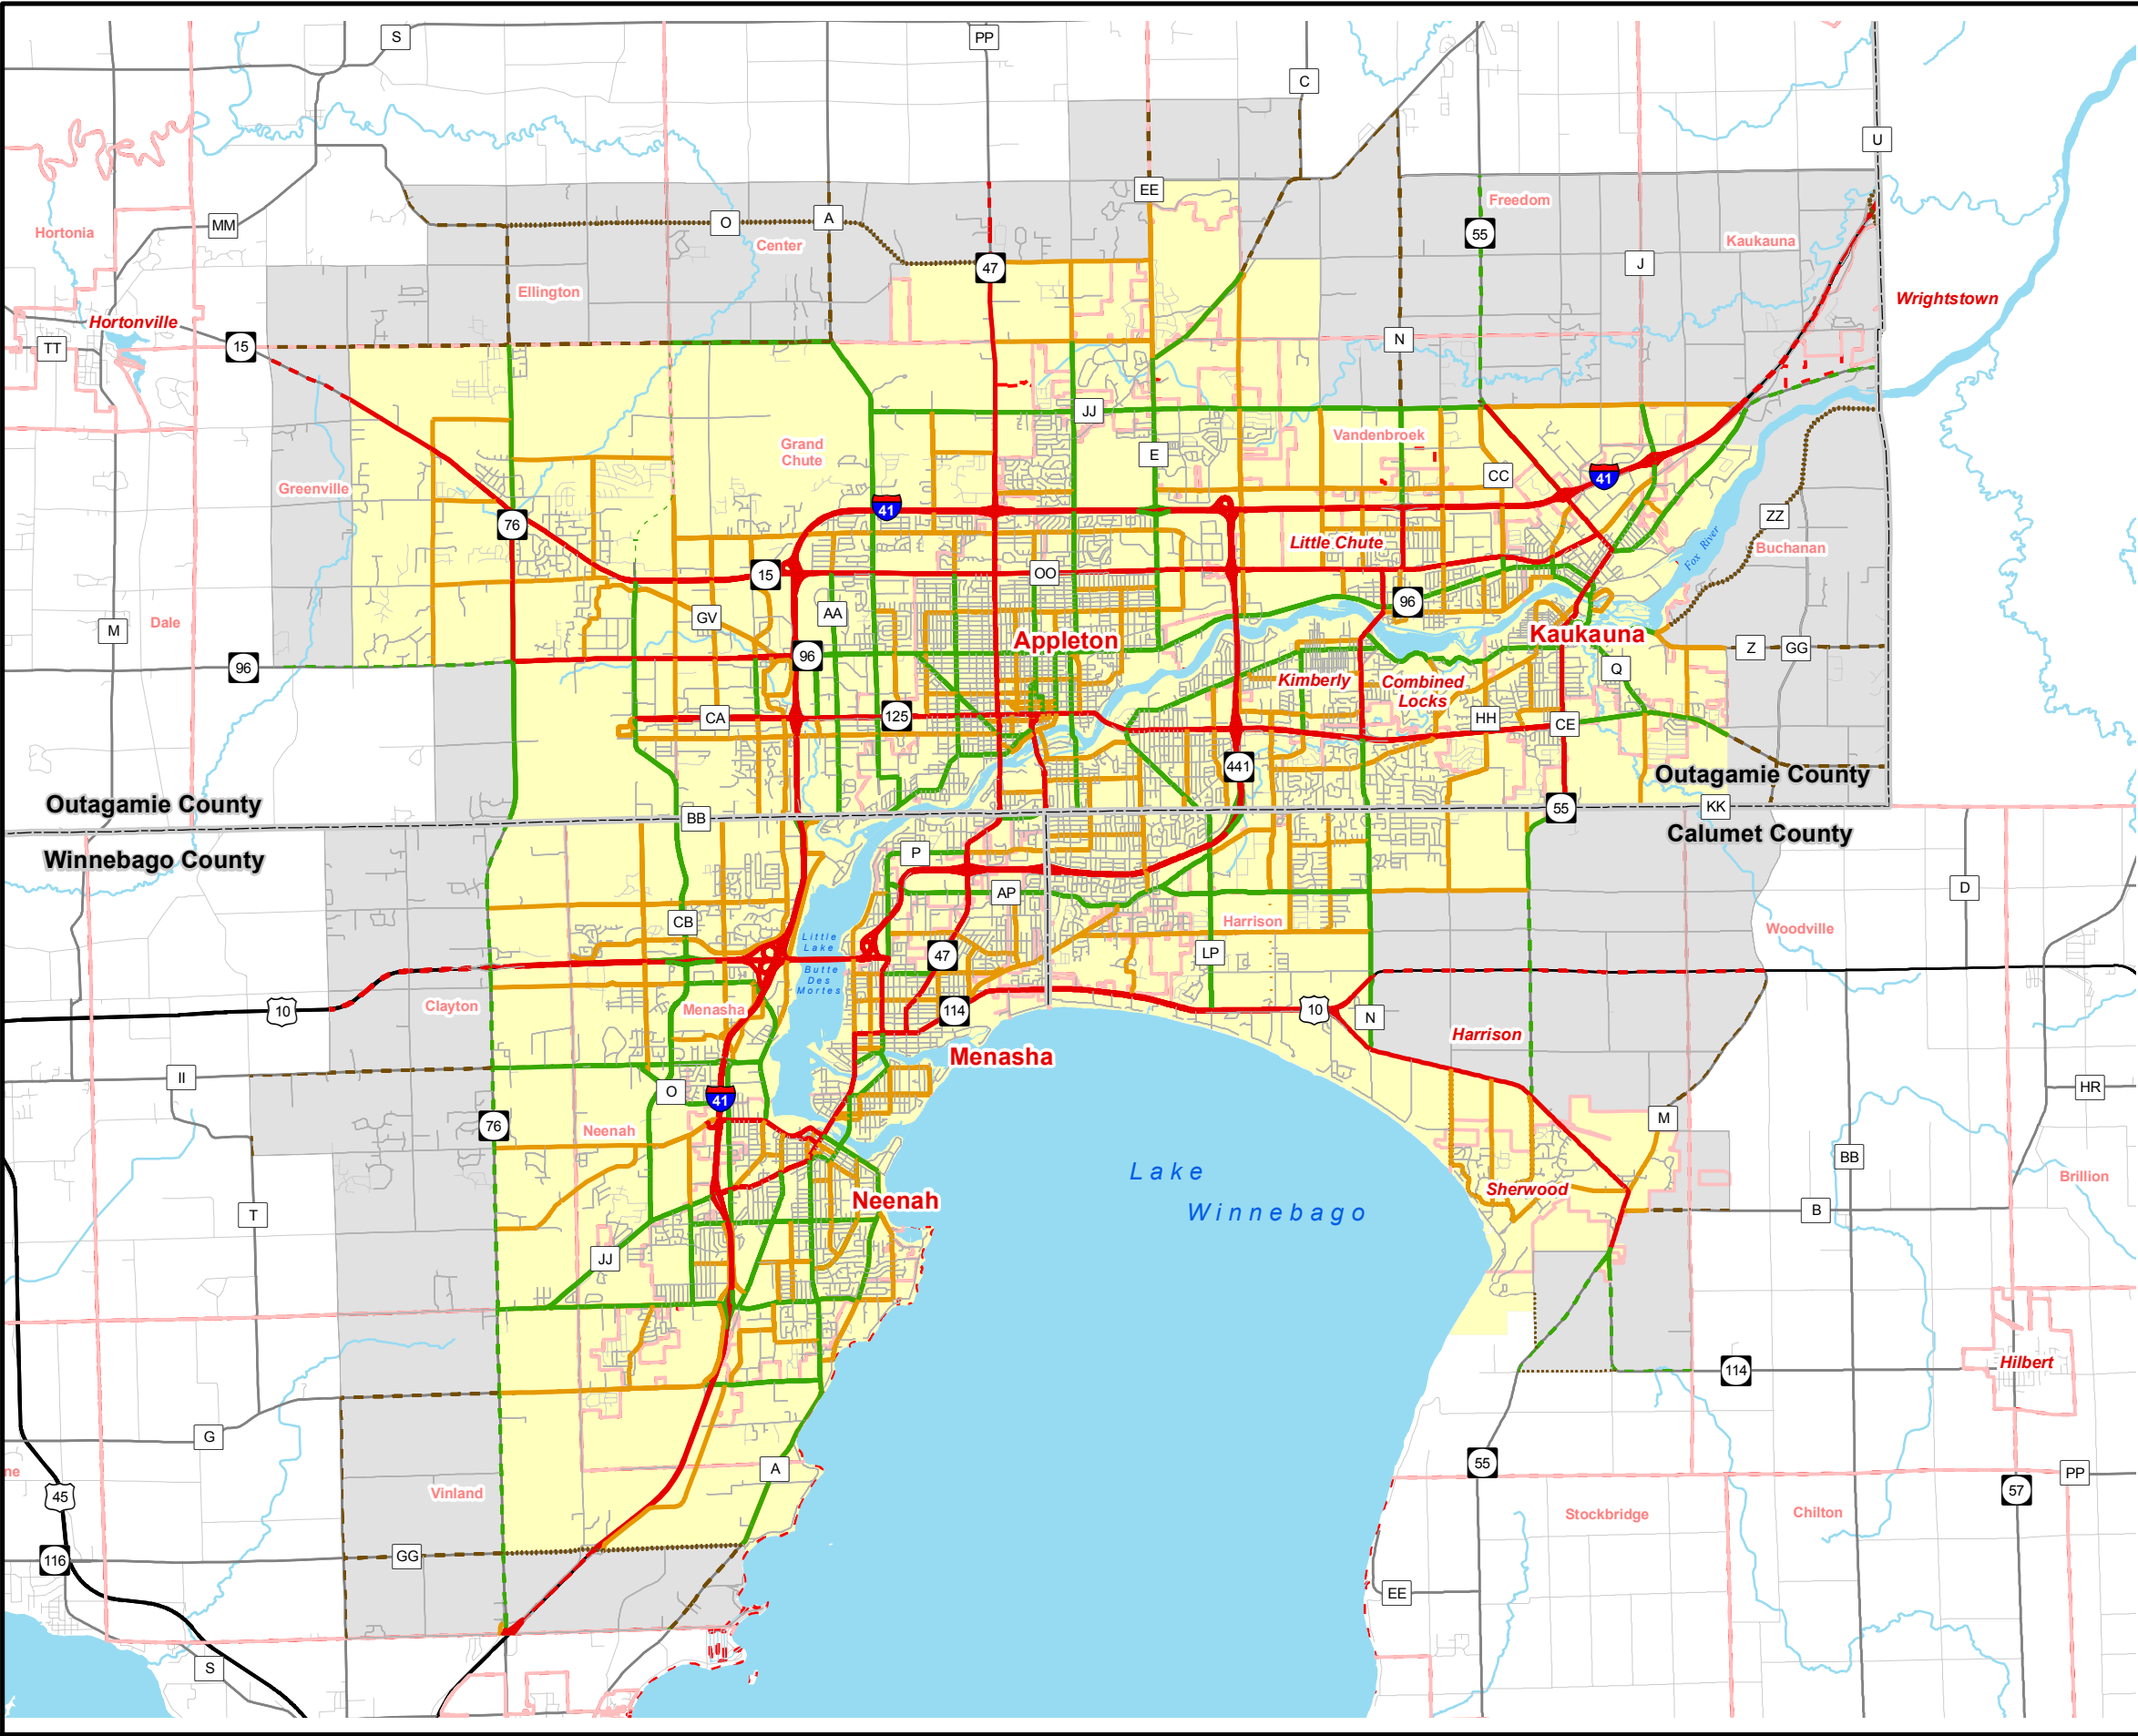 S
PP
C
U
EE
MM
O
A
Center
55
Freedom
Kaukauna
Hortonia
47
J
Ellington
Wrightstown
Hortonville
15
TT
N
JJ
Grand
Chute
E
Vandenbroek
Greenville
CC
41
41
76
ZZ
Little Chute
Fox River
Buchanan
15
OO
AA
GV
96
M
Dale
Appleton
Kaukauna
Z
GG
96
96
Q
Kimberly
Combined
Locks
CA
125
HH
CE
441
Outagamie County
Outagamie County
BB
55
KK
Winnebago County
Calumet County
P
AP
D
CB
Harrison
Woodville
Little
Lake
Butte
Des
Mortes
47
LP
Clayton
10
Menasha
114
10
N
Harrison
Menasha
II
O
41
HR
76
Neenah
M
BB
Lake
Brillion
Sherwood
Neenah
T
Winnebago
B
JJ
Hilbert
114
G
A
55
PP
ne
45
Vinland
57
Stockbridge
Chilton
116
GG
EE
S